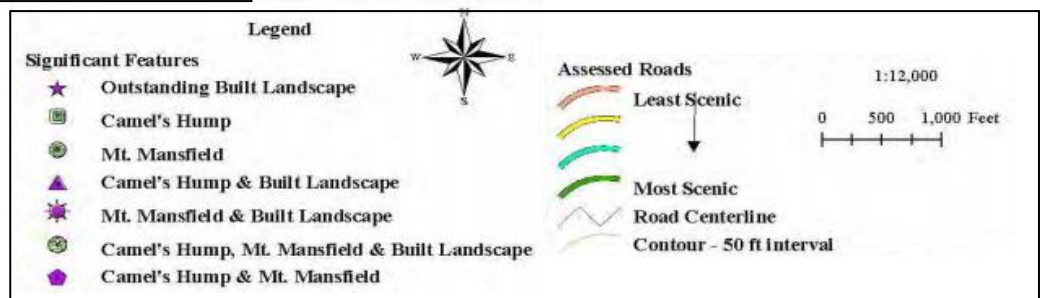 Legend
N
W E
S
Significant Features
Outstanding Built Landscape
Camel's Hump
Mt. Mansfield
Camel's Hump & Built Landscape
Mt. Mansfield & Built Landscape
Camel's Hump, Mt. Mansfield & Built Landscape
Camel's Hump & Mt. Mansfield
Assessed Roads
Least Scenic
Most Scenic
Road Centerline
Contour - 50 ft interval
1:12,000
0 500 1,000 Feet